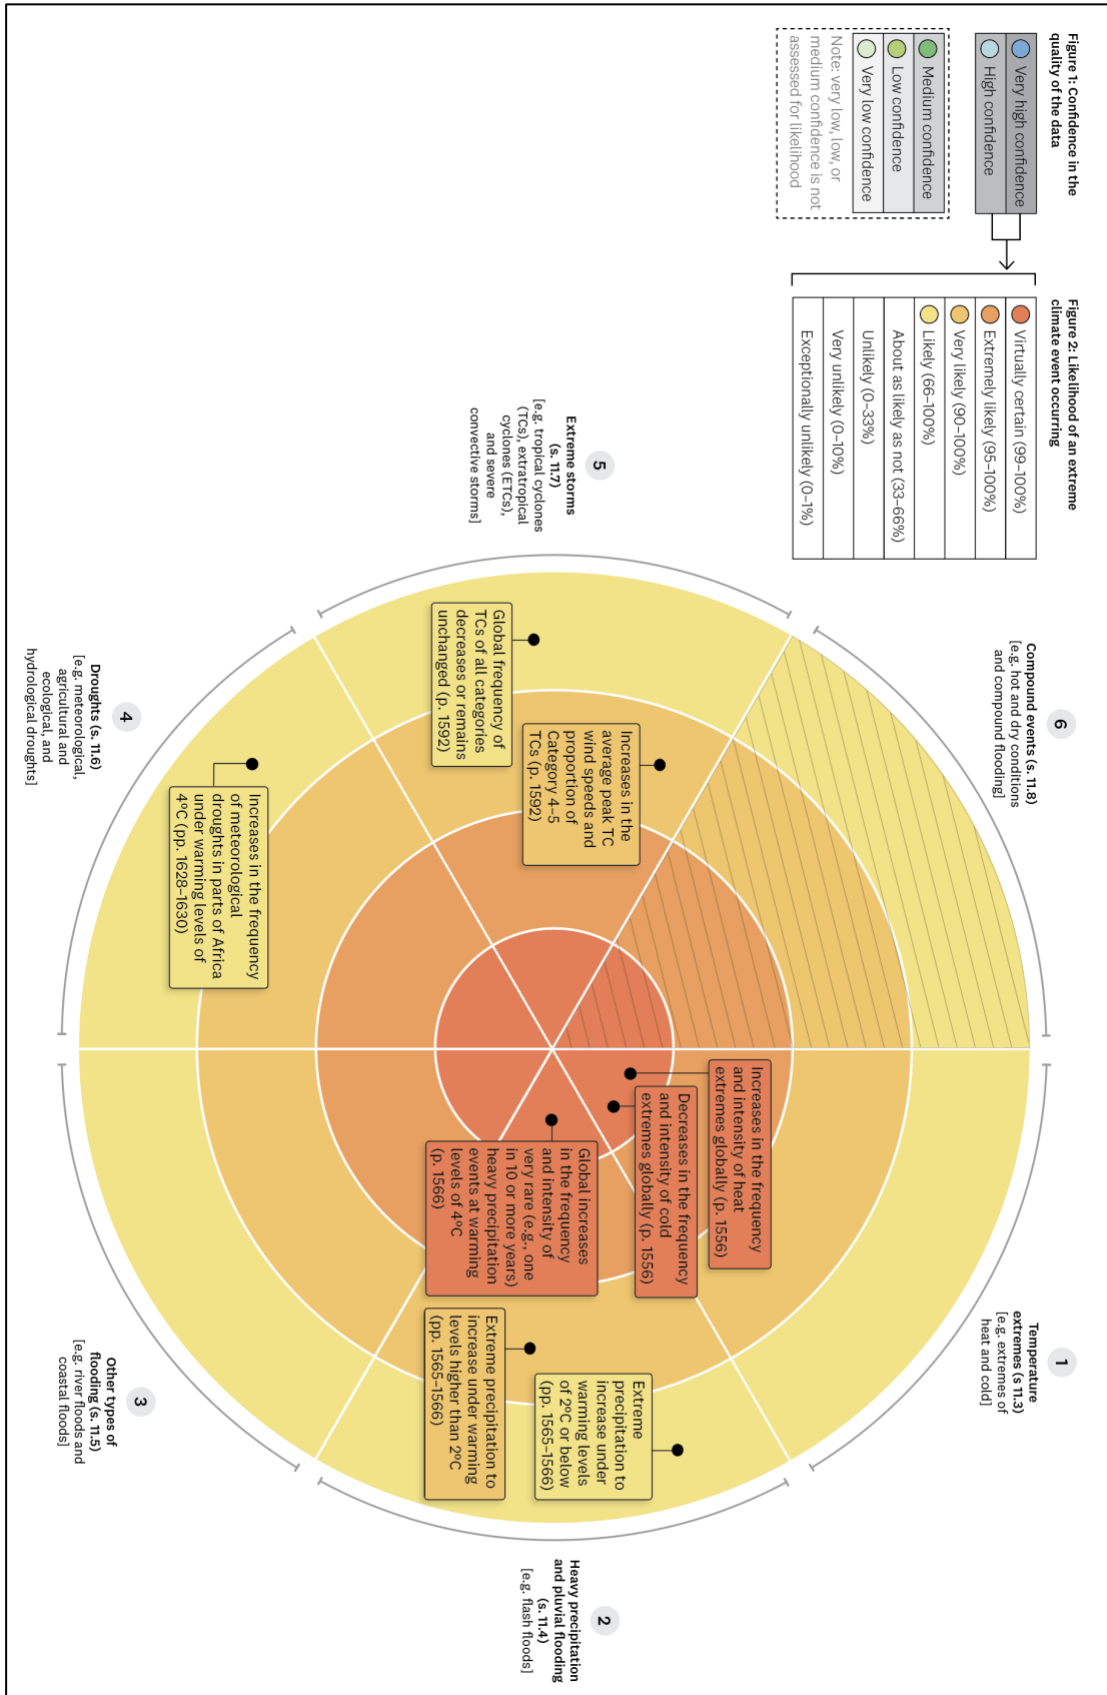 Figure 1: Confidence in the
quality of the data
Very high confidence
High confidence
Medium confidence
Low confidence
Very low confidence
Note: very low, low, or
medium confidence is not
assessed for likelihood
Figure 2: Likelihood of an extreme
climate event occurring
Virtually certain (99–100%)
Extremely likely (95–100%)
Very likely (90–100%)
Likely (66–100%)
About as likely as not (33–66%)
Unlikely (0–33%)
Very unlikely (0–10%)
Exceptionally unlikely (0–1%)
6
Compound events (s. 11.8)
[e.g. hot and dry conditions
and compound flooding]
1
Temperature
extremes (s 11.3)
[e.g. extremes of
heat and cold]
5
Extreme storms
(s. 11.7)
[e.g. tropical cyclones
(TCs), extratropical
cyclones (ETCs),
and severe
convective storms]
Increases in the
average peak TC
wind speeds and
proportion of
Category 4–5
TCs (p. 1592)
Global frequency of
TCs of all categories
decreases or remains
unchanged (p. 1592)
Increases in the frequency
and intensity of heat
extremes globally (p. 1556)
Decreases in the frequency
and intensity of cold
extremes globally (p. 1556)
Global increases
in the frequency
and intensity of
very rare (e.g., one
in 10 or more years)
heavy precipitation
events at warming
levels of 4°C
(p. 1566)
Extreme
precipitation to
increase under
warming levels
of 2°C or below
(pp. 1565–1566)
Extreme precipitation to
increase under warming
levels higher than 2°C
(pp. 1565–1566)
2
Heavy precipitation
and pluvial flooding
(s. 11.4)
[e.g. flash floods]
Increases in the frequency
of meteorological
droughts in parts of Africa
under warming levels of
4°C (pp. 1628–1630)
4
Droughts (s. 11.6)
[e.g. meteorological,
agricultural and
ecological, and
hydrological droughts]
3
Other types of
flooding (s. 11.5)
[e.g. river floods and
coastal floods]